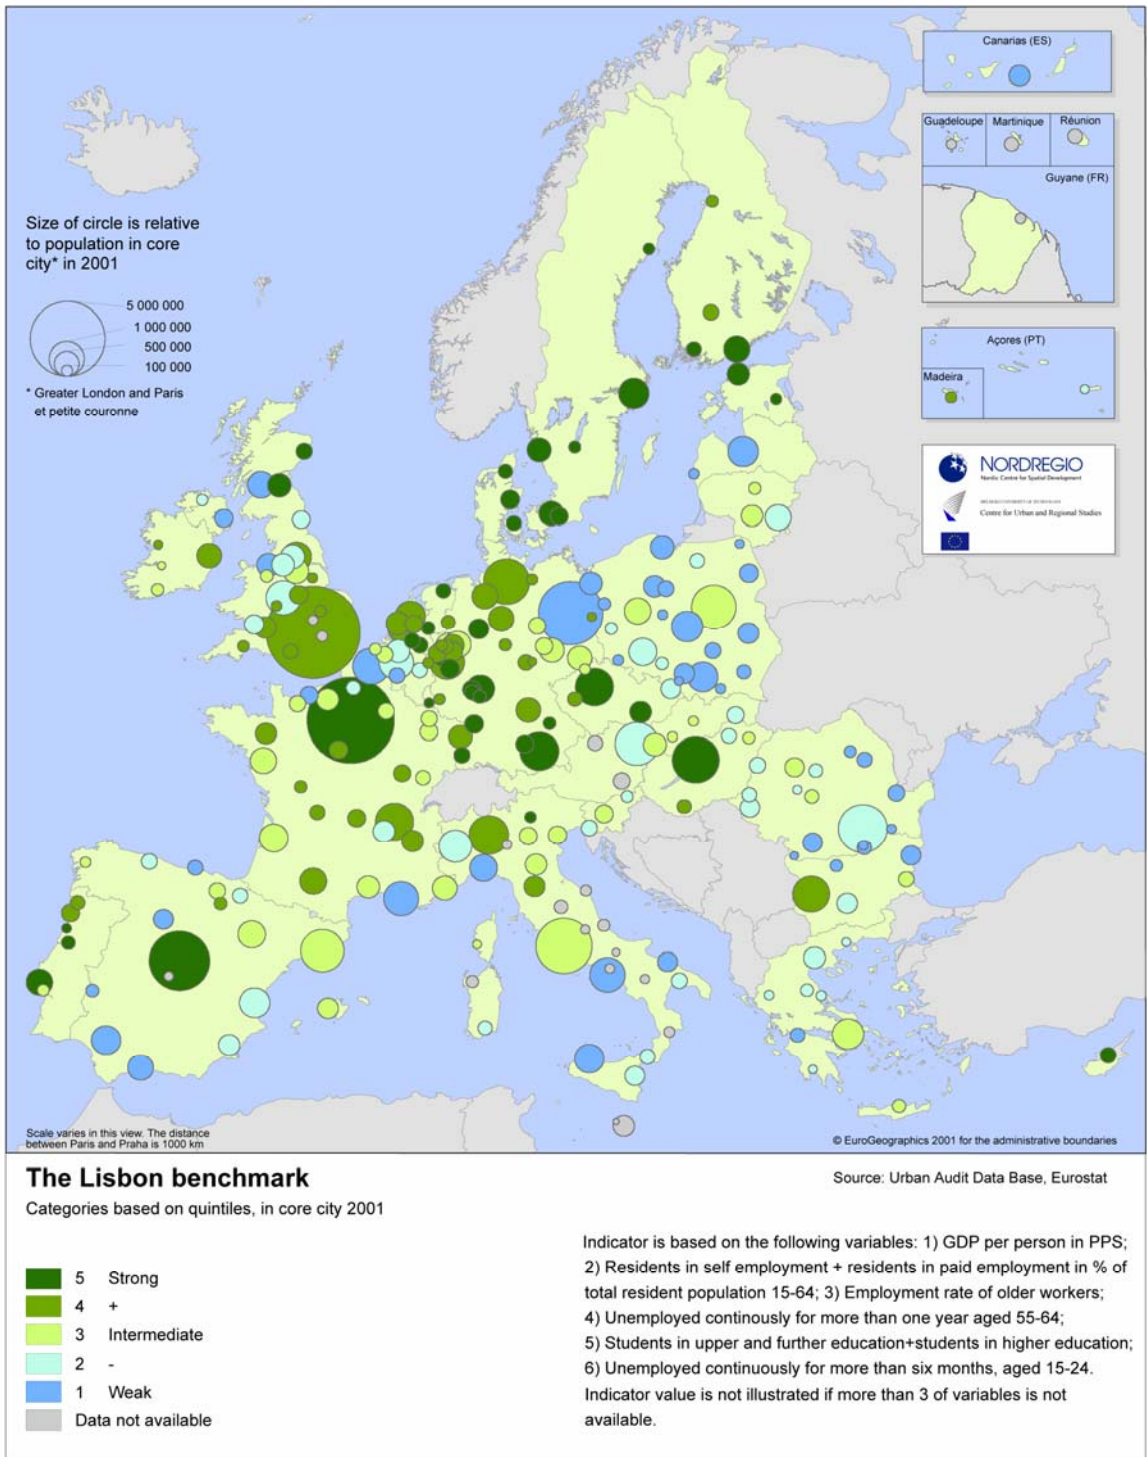 Canarias (ES)
Guadeloupe
Martinique
Réunion
Guyane (FR)
Size of circle is relative
to population in core
city* in 2001
5 000 000
1 000 000
500 000
100 000
* Greater London and Paris
et petite couronne
Açores (PT)
Madeira
NORDREGIO
Nordic Centre for Spatial Development
HELSINKI UNIVERSITY OF TECHNOLOGY
Centre for Urban and Regional Studies
Scale varies in this view. The distance
between Paris and Praha is 1000 km
© EuroGeographics 2001 for the administrative boundaries
The Lisbon benchmark
Source: Urban Audit Data Base, Eurostat
Categories based on quintiles, in core city 2001
5 Strong
4 +
3 Intermediate
2 -
1 Weak
Data not available
Indicator is based on the following variables: 1) GDP per person in PPS;
2) Residents in self employment + residents in paid employment in % of
total resident population 15-64; 3) Employment rate of older workers;
4) Unemployed continously for more than one year aged 55-64;
5) Students in upper and further education+students in higher education;
6) Unemployed continuously for more than six months, aged 15-24.
Indicator value is not illustrated if more than 3 of variables is not
available.